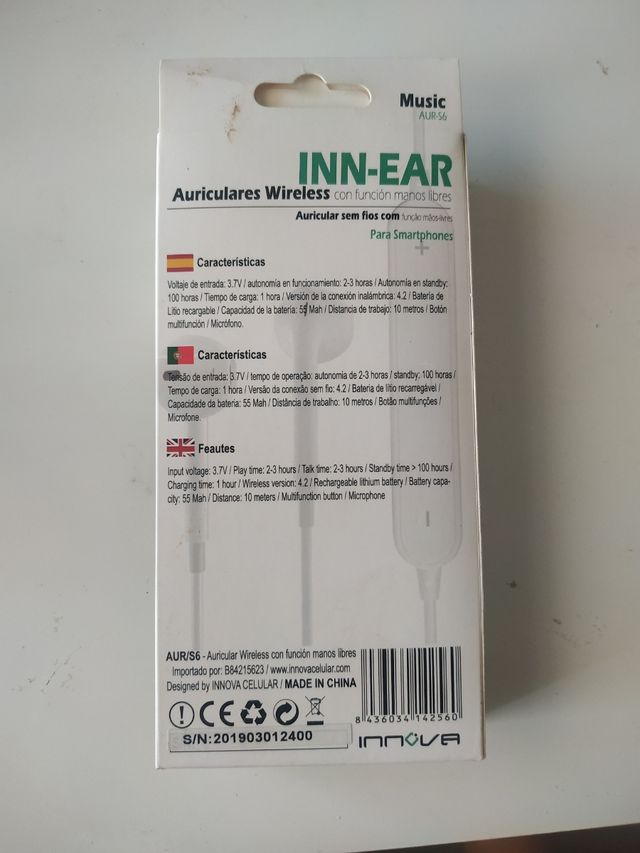 Music
AUR-S6
INN-EAR
Auriculares Wireless con función manos libres
Auricular sem fios com função mãos-livres
Para Smartphones
Características
Voltaje de entrada: 3.7V / autonomía en funcionamiento: 2-3 horas / Autonomía en standby:
100 horas / Tiempo de carga: 1 hora / Versión de la conexión inalámbrica: 4.2 / Batería de
Litio recargable / Capacidad de la batería: 55 Mah / Distancia de trabajo: 10 metros / Botón
multifunción / Micrófono.
Características
Tensão de entrada: 3.7V / tempo de operação: autonomia de 2-3 horas / standby: 100 horas /
Tempo de carga: 1 hora / Versão da conexão sem fio: 4.2 / Bateria de lítio recarregável /
Capacidade da bateria: 55 Mah / Distância de trabalho: 10 metros / Botão multifunções /
Microfone.
Feautes
Input voltage: 3.7V / Play time: 2-3 hours / Talk time: 2-3 hours / Standby time > 100 hours /
Charging time: 1 hour / Wireless version: 4.2 / Rechargeable lithium battery / Battery capa-
city: 55 Mah / Distance: 10 meters / Multifunction button / Microphone
AUR/S6 - Auricular Wireless con función manos libres
Importado por: B84215623 / www.innovacelular.com
Designed by INNOVA CELULAR / MADE IN CHINA
CE
8 436034 142560
S/N:201903012400
INNOVA